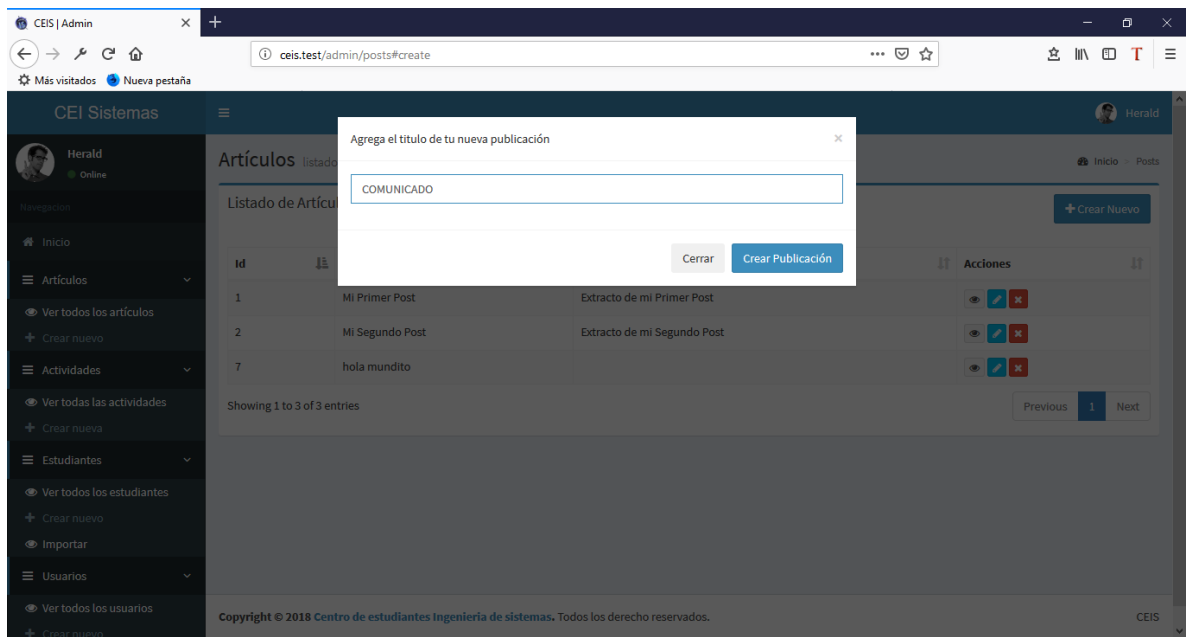 CEIS | Admin
ceis.test/admin/posts#create
Más visitados Nueva pestaña
CEI Sistemas
Herald
Herald
Online
Navegacion
Inicio
Artículos
Ver todos los artículos
Crear nuevo
Actividades
Ver todas las actividades
Crear nueva
Estudiantes
Ver todos los estudiantes
Crear nuevo
Importar
Usuarios
Ver todos los usuarios
Crear nuevo
Artículos listado
Inicio > Posts
Agrega el titulo de tu nueva publicación ×
COMUNICADO
Cerrar Crear Publicación
Listado de Artícu
Crear Nuevo
Id Acciones
1 Mi Primer Post Extracto de mi Primer Post
2 Mi Segundo Post Extracto de mi Segundo Post
7 hola mundito
Showing 1 to 3 of 3 entries
Previous 1 Next
Copyright © 2018 Centro de estudiantes Ingenieria de sistemas. Todos los derecho reservados. CEIS